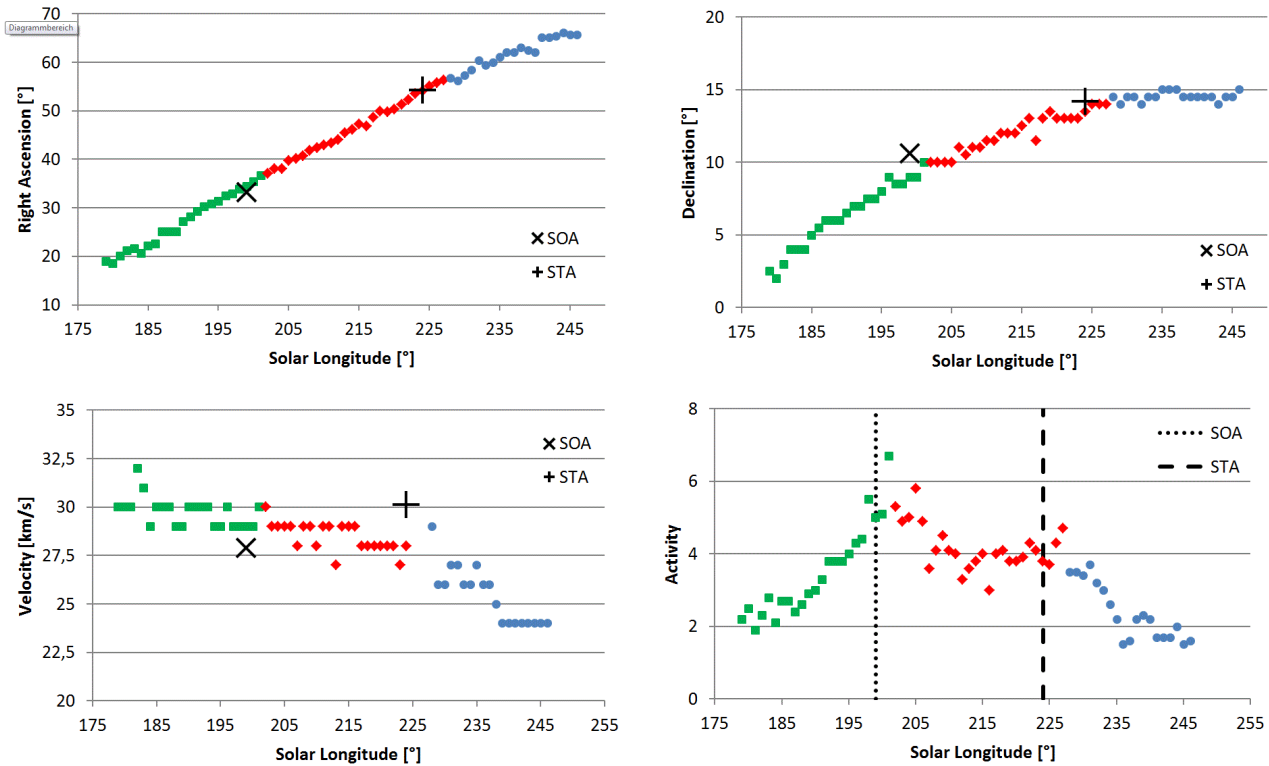 Diagrammbereich
70
60
50
40
30
20
10
Right Ascension [°]
SOA
STA
175 185 195 205 215 225 235 245
Solar Longitude [°]
20
15
10
5
0
Declination [°]
SOA
STA
175 185 195 205 215 225 235 245
Solar Longitude [°]
35
32,5
30
27,5
25
22,5
20
Velocity [km/s]
SOA
STA
175 185 195 205 215 225 235 245 255
Solar Longitude [°]
8
6
4
2
0
Activity
SOA
STA
175 185 195 205 215 225 235 245 255
Solar Longitude [°]